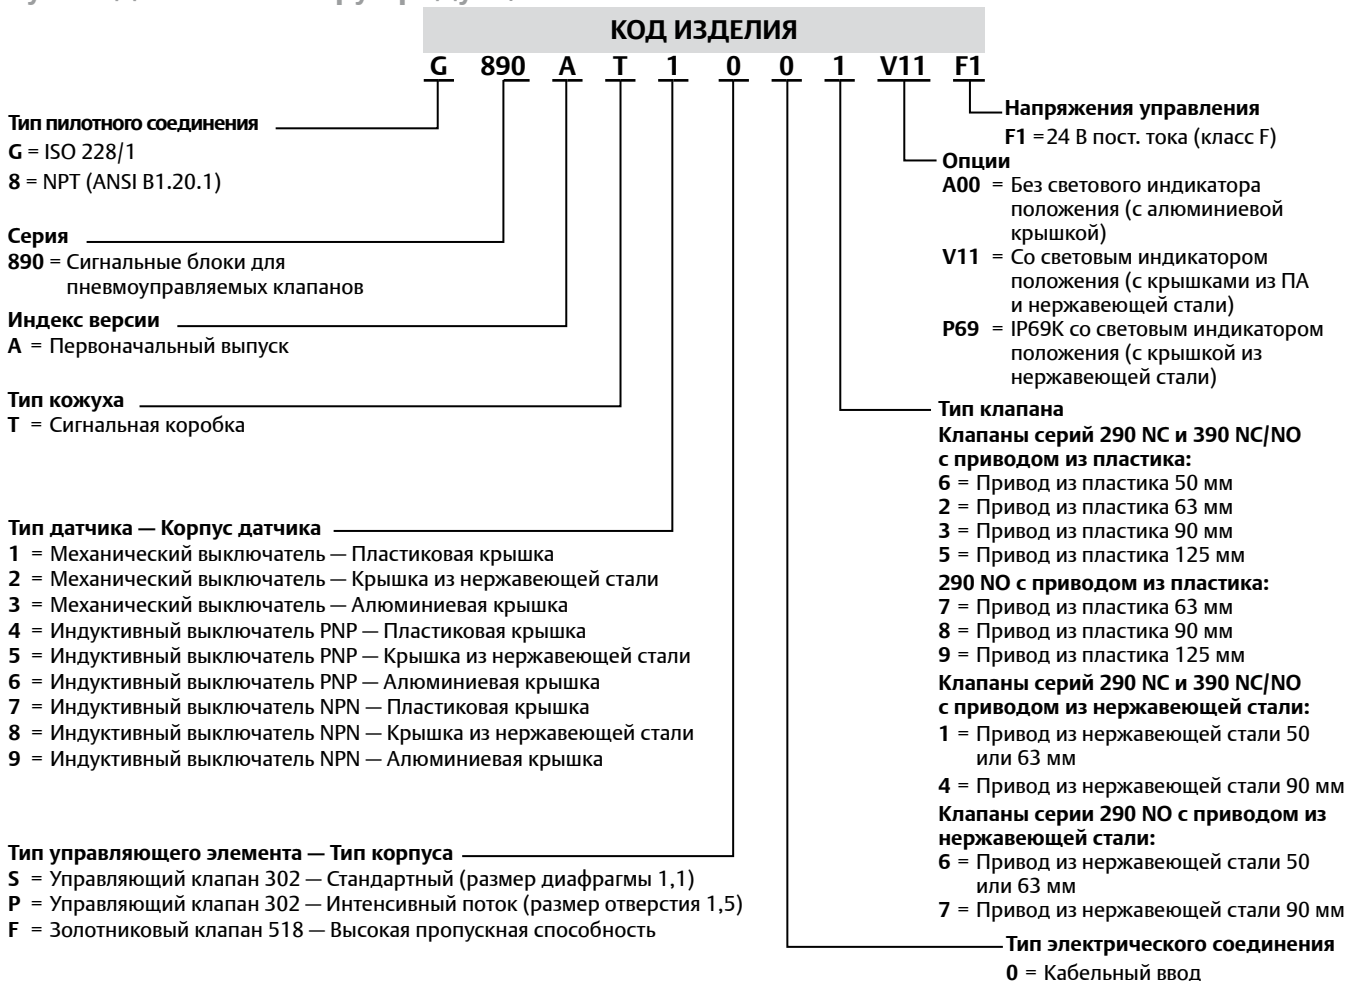 КОД ИЗДЕЛИЯ
G 890 A T 1 0 0 1 V11 F1
Тип пилотного соединения
G = ISO 228/1
8 = NPT (ANSI B1.20.1)
Серия
890 = Сигнальные блоки для
пневмоуправляемых клапанов
Индекс версии
A = Первоначальный выпуск
Тип кожуха
T = Сигнальная коробка
Тип датчика — Корпус датчика
1 = Механический выключатель — Пластиковая крышка
2 = Механический выключатель — Крышка из нержавеющей стали
3 = Механический выключатель — Алюминиевая крышка
4 = Индуктивный выключатель PNP — Пластиковая крышка
5 = Индуктивный выключатель PNP — Крышка из нержавеющей стали
6 = Индуктивный выключатель PNP — Алюминиевая крышка
7 = Индуктивный выключатель NPN — Пластиковая крышка
8 = Индуктивный выключатель NPN — Крышка из нержавеющей стали
9 = Индуктивный выключатель NPN — Алюминиевая крышка
Тип управляющего элемента — Тип корпуса
S = Управляющий клапан 302 — Стандартный (размер диафрагмы 1,1)
P = Управляющий клапан 302 — Интенсивный поток (размер отверстия 1,5)
F = Золотниковый клапан 518 — Высокая пропускная способность
Напряжения управления
F1 = 24 В пост. тока (класс F)
Опции
A00 = Без светового индикатора
положения (с алюминиевой
крышкой)
V11 = Со световым индикатором
положения (с крышками из ПА
и нержавеющей стали)
P69 = IP69K со световым индикатором
положения (с крышкой из
нержавеющей стали)
Тип клапана
Клапаны серий 290 NC и 390 NC/NO
с приводом из пластика:
6 = Привод из пластика 50 мм
2 = Привод из пластика 63 мм
3 = Привод из пластика 90 мм
5 = Привод из пластика 125 мм
290 NO с приводом из пластика:
7 = Привод из пластика 63 мм
8 = Привод из пластика 90 мм
9 = Привод из пластика 125 мм
Клапаны серий 290 NC и 390 NC/NO
с приводом из нержавеющей стали:
1 = Привод из нержавеющей стали 50
или 63 мм
4 = Привод из нержавеющей стали 90 мм
Клапаны серии 290 NO с приводом из
нержавеющей стали:
6 = Привод из нержавеющей стали 50
или 63 мм
7 = Привод из нержавеющей стали 90 мм
Тип электрического соединения
0 = Кабельный ввод